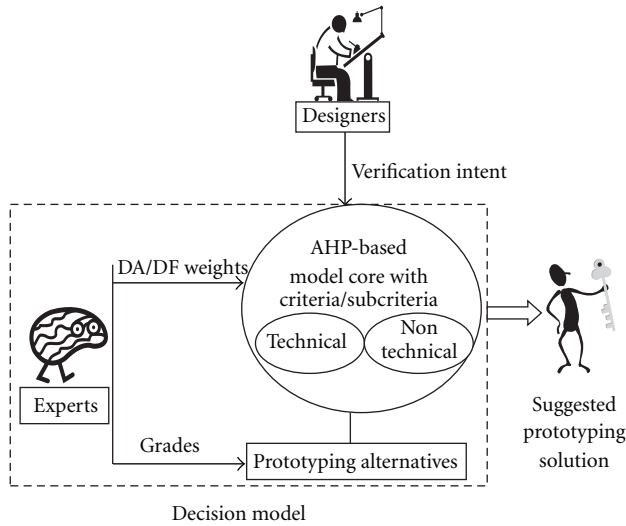 Designers
Verification intent
DA/DF weights
AHP-based
model core with
criteria/subcriteria
Technical
Non
technical
Experts
Grades
Prototyping alternatives
Suggested
prototyping
solution
Decision model